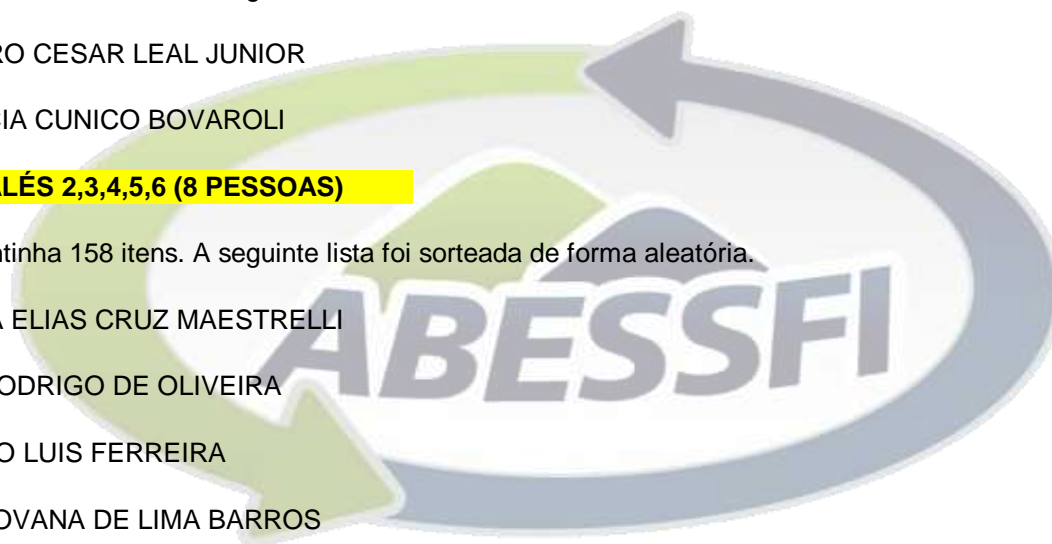 RO CESAR LEAL JUNIOR
IA CUNICO BOVAROLI
ALÉS 2,3,4,5,6 (8 PESSOAS)
ntinha 158 itens. A seguinte lista foi sorteada de forma aleatória.
A ELIAS CRUZ MAESTRELLI
ODRIGO DE OLIVEIRA
O LUIS FERREIRA
OVANA DE LIMA BARROS
ABESSFI